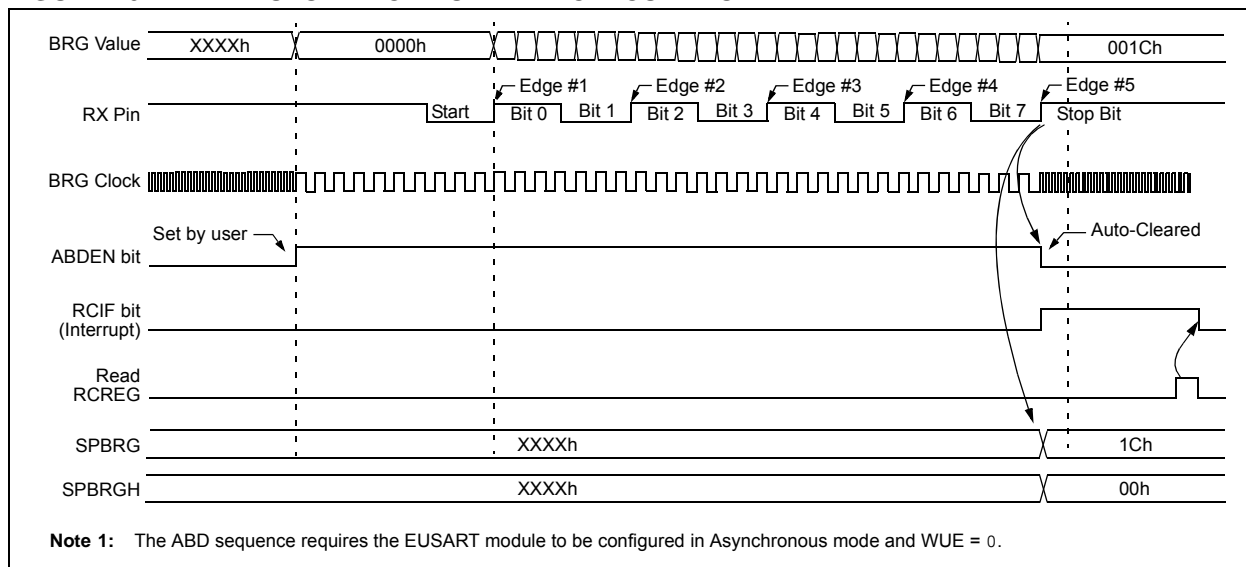 BRG Value XXXXh 0000h 001Ch
Edge #1 Edge #2 Edge #3 Edge #4 Edge #5
RX Pin Start Bit 0 Bit 1 Bit 2 Bit 3 Bit 4 Bit 5 Bit 6 Bit 7 Stop Bit
BRG Clock
Set by user Auto-Cleared
ABDEN bit
RCIF bit
(Interrupt)
Read
RCREG
SPBRG XXXXh 1Ch
SPBRGH XXXXh 00h
Note 1: The ABD sequence requires the EUSART module to be configured in Asynchronous mode and WUE = 0.